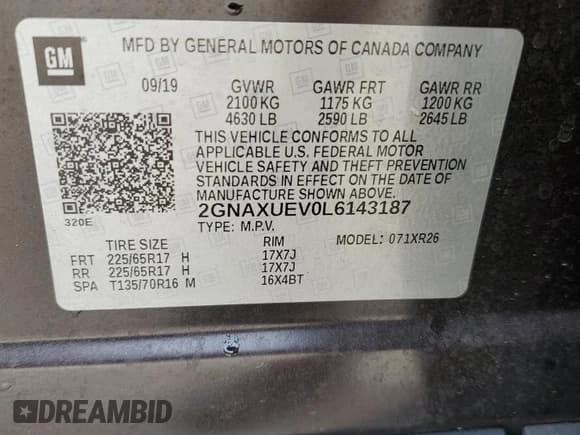 GM
MFD BY GENERAL MOTORS OF CANADA COMPANY
09/19 GVWR GAWR FRT GAWR RR
2100 KG 1175 KG 1200 KG
4630 LB 2590 LB 2645 LB
THIS VEHICLE CONFORMS TO ALL
APPLICABLE U.S. FEDERAL MOTOR
VEHICLE SAFETY AND THEFT PREVENTION
STANDARDS IN EFFECT ON THE DATE OF
MANUFACTURE SHOWN ABOVE.
320E 2GNAXUEV0L6143187
TYPE: M.P.V. MODEL: 071XR26
TIRE SIZE RIM
FRT 225/65R17 H 17X7J
RR 225/65R17 H 17X7J
SPA T135/70R16 M 16X4BT
DREAMBID